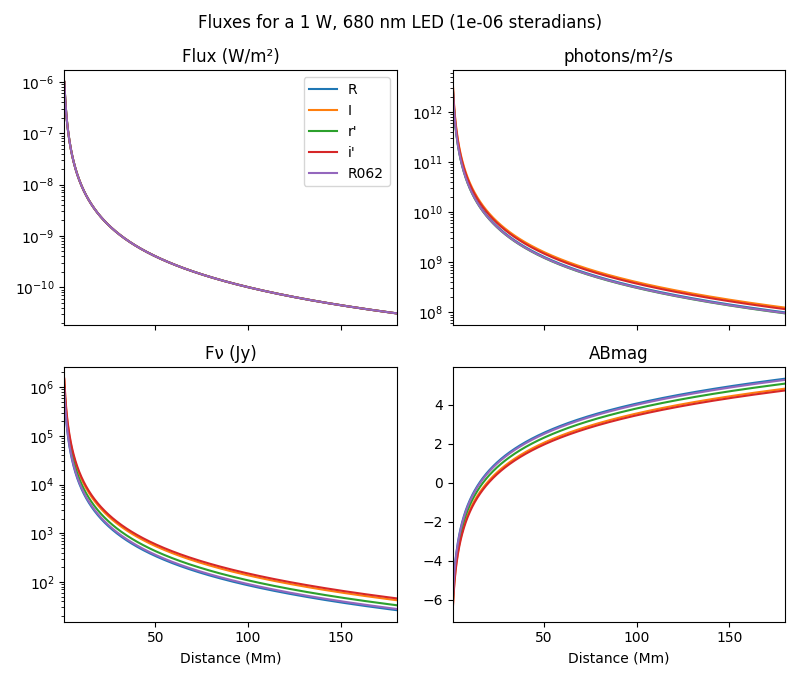 Fluxes for a 1 W, 680 nm LED (1e-06 steradians)
Flux (W/m²)
photons/m²/s
10⁻⁶
10⁻⁷
10⁻⁸
10⁻⁹
10⁻¹⁰
R
I
r'
i'
R062
10¹²
10¹¹
10¹⁰
10⁹
10⁸
Fν (Jy)
ABmag
10⁶
10⁵
10⁴
10³
10²
4
2
0
−2
−4
−6
50
100
150
50
100
150
Distance (Mm)
Distance (Mm)